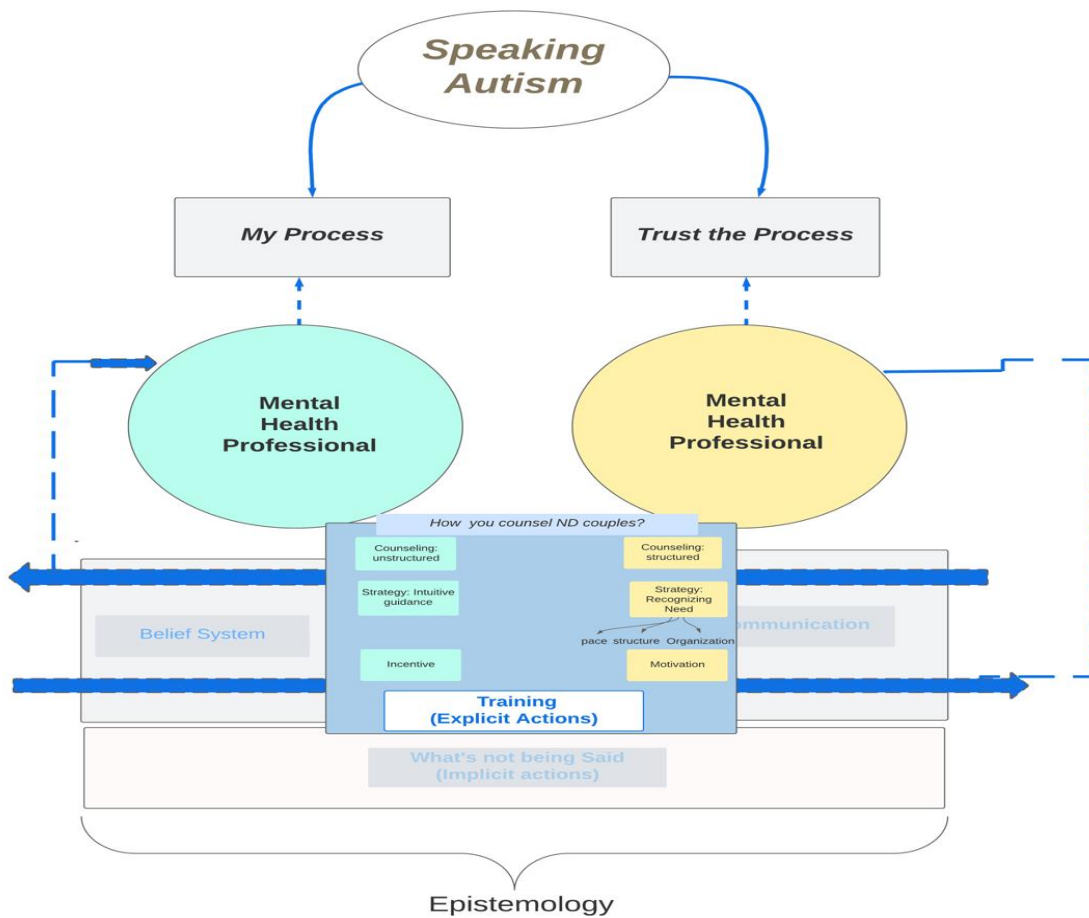 Speaking
Autism
My Process
Trust the Process
Mental
Health
Professional
Mental
Health
Professional
How you counsel ND couples?
Counseling:
unstructured
Counseling:
structured
Strategy: Intuitive
guidance
Strategy:
Recognizing
Need
pace structure Organization
Belief System
Incentive
Motivation
Training
(Explicit Actions)
What's not being Said
(Implicit actions)
Epistemology